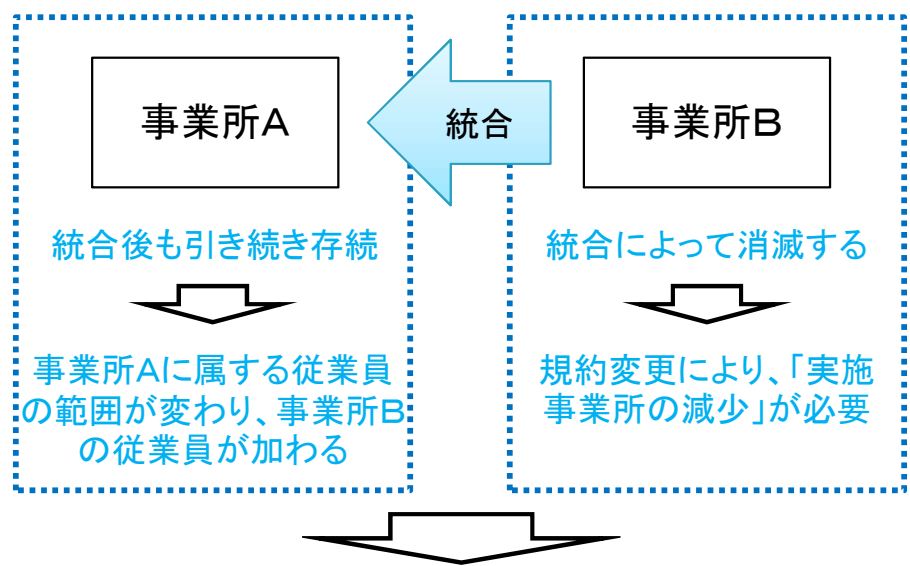 事業所A
統合
事業所B
統合後も引き続き存続
統合によって消滅する
事業所Aに属する従業員
の範囲が変わり、事業所B
の従業員が加わる
規約変更により、「実施
事業所の減少」が必要